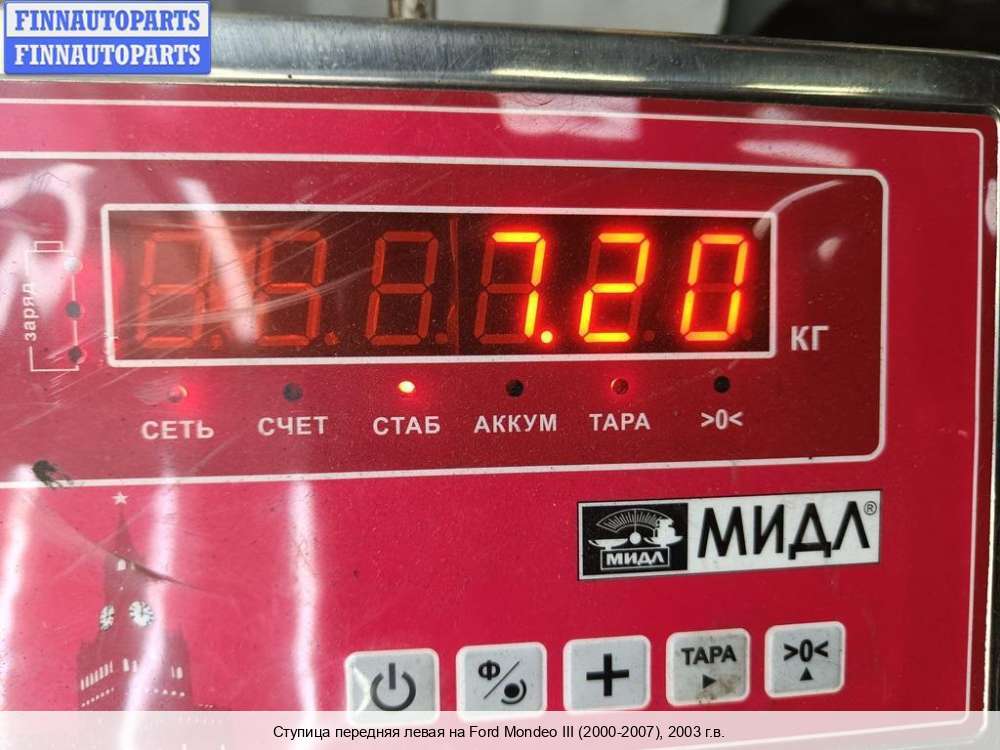 FINNAUTOPARTS
FINNAUTOPARTS
7.20
КГ
заряд
СЕТЬ СЧЕТ СТАБ АККУМ ТАРА >0<
МИДЛ МИДЛ®
Ф
ТАРА >0<
Ступица передняя левая на Ford Mondeo III (2000-2007), 2003 г.в.